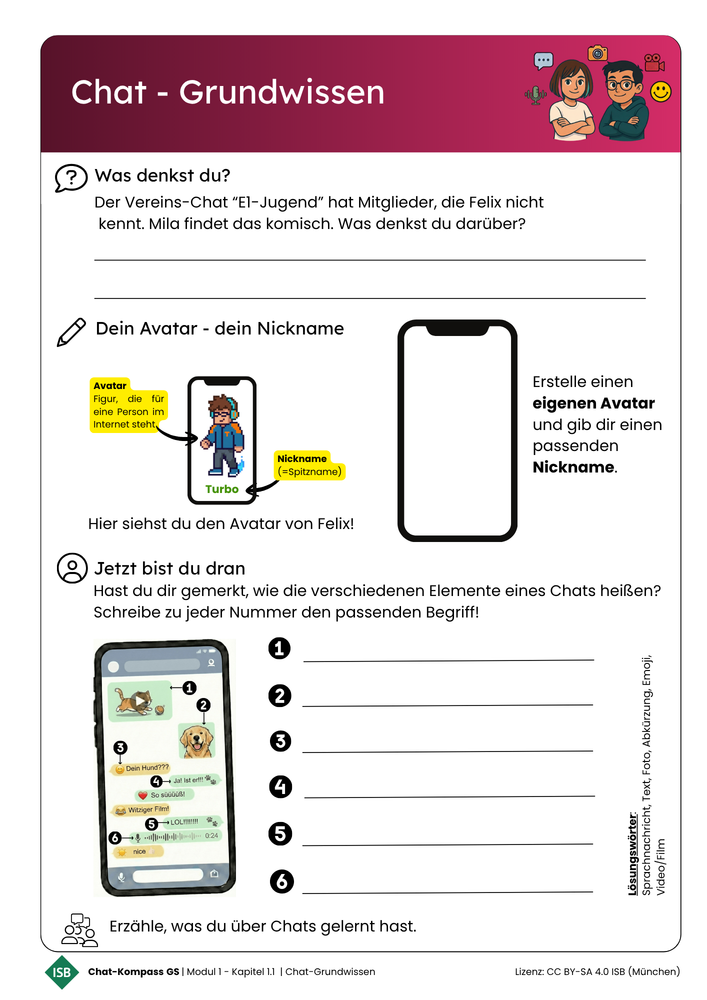 Chat - Grundwissen
Was denkst du?
Der Vereins-Chat “E1-Jugend” hat Mitglieder, die Felix nicht
kennt. Mila findet das komisch. Was denkst du darüber?
Dein Avatar - dein Nickname
Avatar
Figur, die für
eine Person im
Internet steht.
T
Turbo
Nickname
(=Spitzname)
Hier siehst du den Avatar von Felix!
Erstelle einen
eigenen Avatar
und gib dir einen
passenden
Nickname.
Jetzt bist du dran
Hast du dir gemerkt, wie die verschiedenen Elemente eines Chats heißen?
Schreibe zu jeder Nummer den passenden Begriff!
1
2
3
Dein Hund???
4
Ja! Ist er!!!
So süüüüß!
Witziger Film!
5
LOL!!!!!!!!
6
0:24
nice
1
2
3
4
5
6
Lösungswörter:
Sprachnachricht, Text, Foto, Abkürzung, Emoji,
Video/Film
Erzähle, was du über Chats gelernt hast.
ISB
Chat-Kompass GS | Modul 1 - Kapitel 1.1 | Chat-Grundwissen
Lizenz: CC BY-SA 4.0 ISB (München)